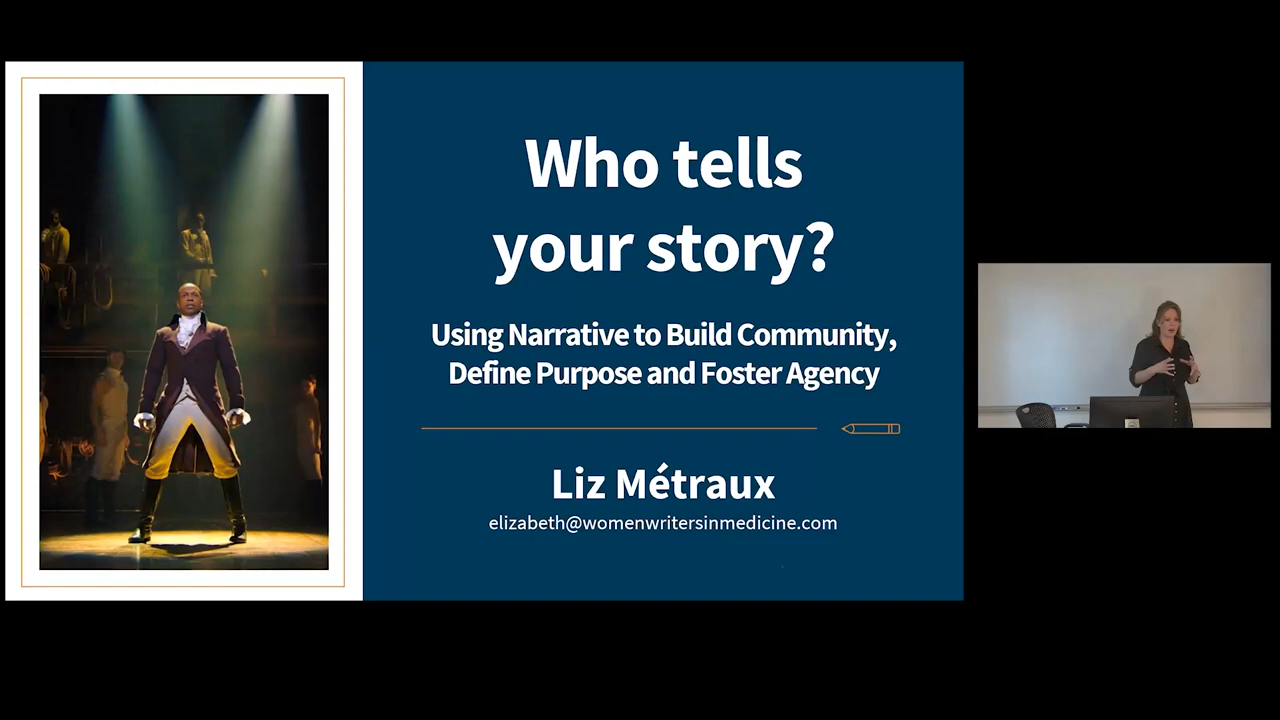 Who tells
your story?
Using Narrative to Build Community,
Define Purpose and Foster Agency
Liz Métraux
elizabeth@womenwritersinmedicine.com